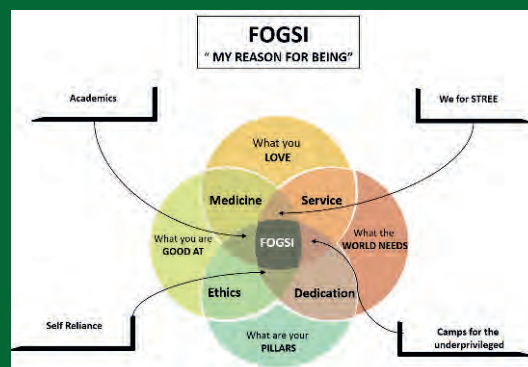 FOGSI
“ MY REASON FOR BEING”
Academics
We for STREE
What you
LOVE
Medicine
Service
What you are
GOOD AT
FOGSI
What the
WORLD NEEDS
Ethics
Dedication
Self Reliance
What are your
PILLARS
Camps for the
underprivileged